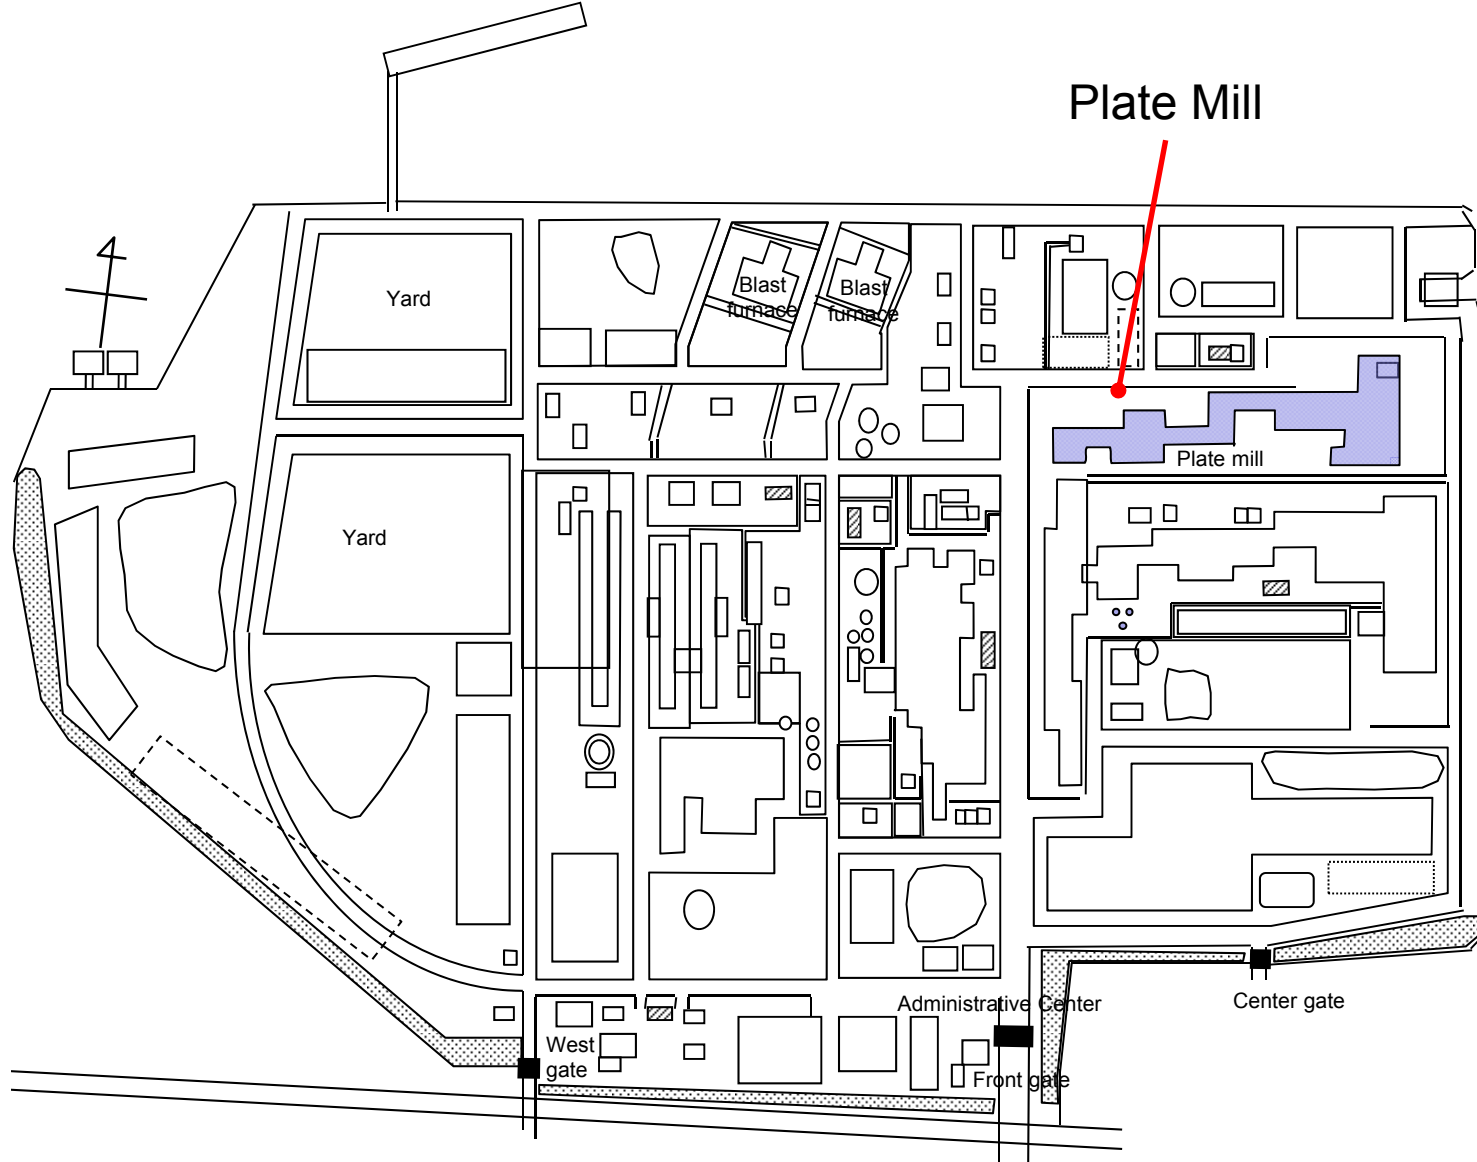 Plate Mill
Yard
Blast
furnace
Blast
furnace
Plate mill
Yard
Administrative Center
Center gate
West
gate
Front gate